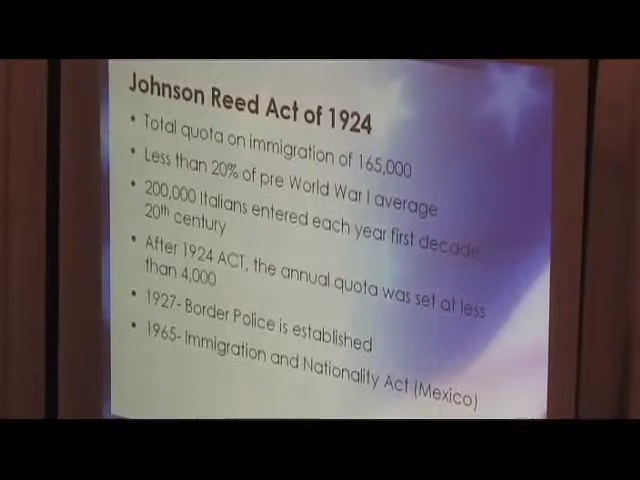 Johnson Reed Act of 1924
• Total quota on immigration of 165,000
• Less than 20% of pre World War I average
• 200,000 Italians entered each year first decade
20th century
• After 1924 ACT, the annual quota was set at less
than 4,000
• 1927- Border Police is established
• 1965- Immigration and Nationality Act (Mexico)